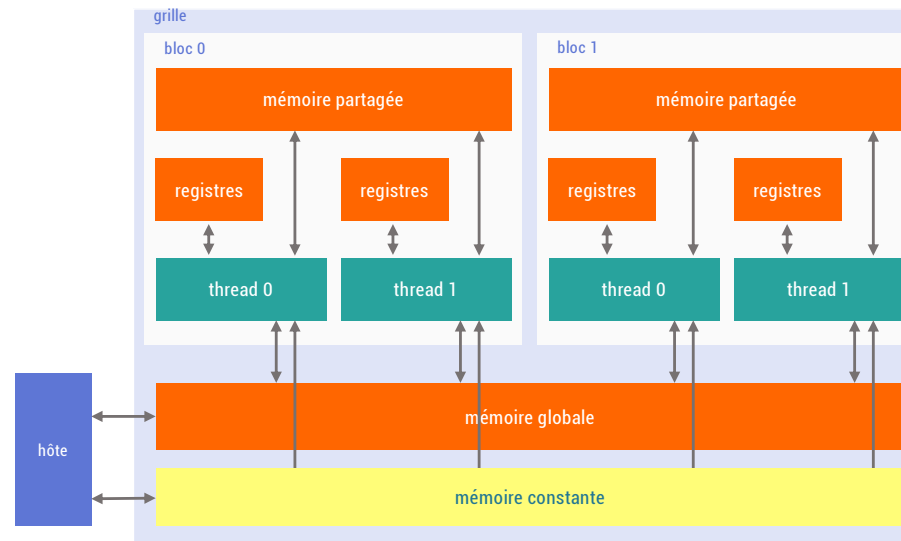 grille
bloc 0
bloc 1
mémoire partagée
mémoire partagée
registres
registres
registres
registres
thread 0
thread 1
thread 0
thread 1
mémoire globale
hôte
mémoire constante